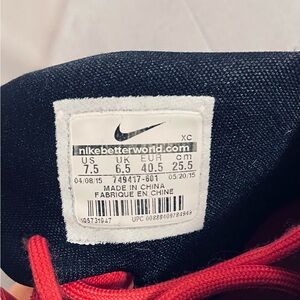 XC
nikebetterworld.com
US UK EUR cm
7.5 6.5 40.5 25.5
04/08/15 749417-601 05/20/15
MADE IN CHINA
FABRIQUE EN CHINE
UPC